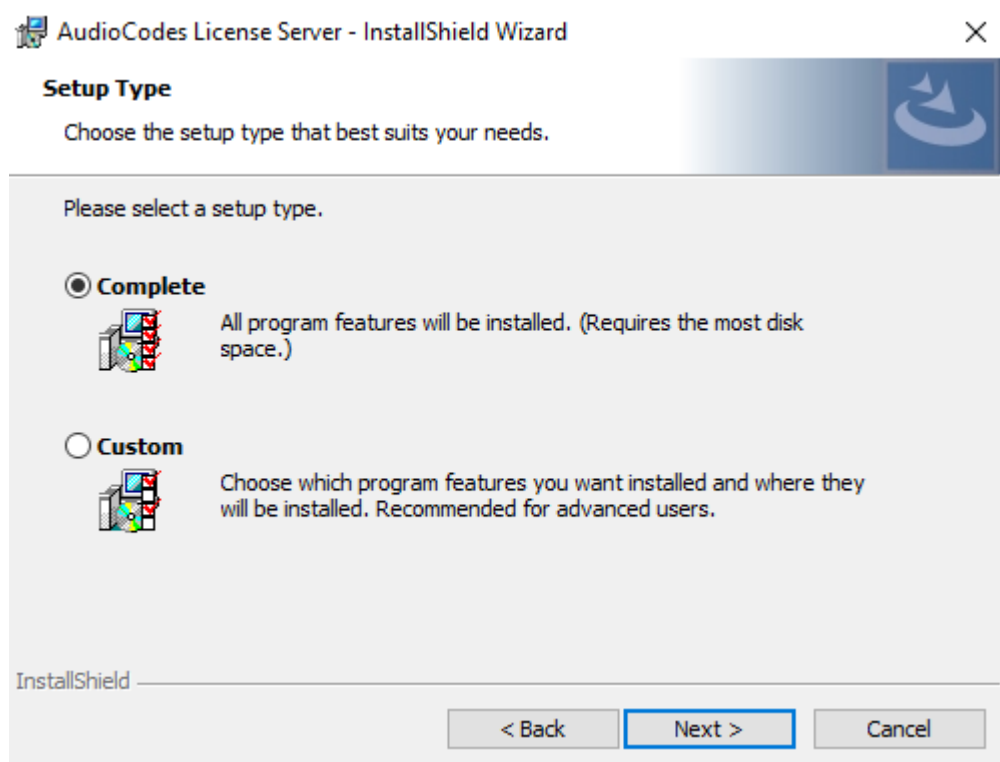 AudioCodes License Server - InstallShield Wizard
Setup Type
Choose the setup type that best suits your needs.
Please select a setup type.
Complete
All program features will be installed. (Requires the most disk
space.)
Custom
Choose which program features you want installed and where they
will be installed. Recommended for advanced users.
InstallShield
< Back
Next >
Cancel